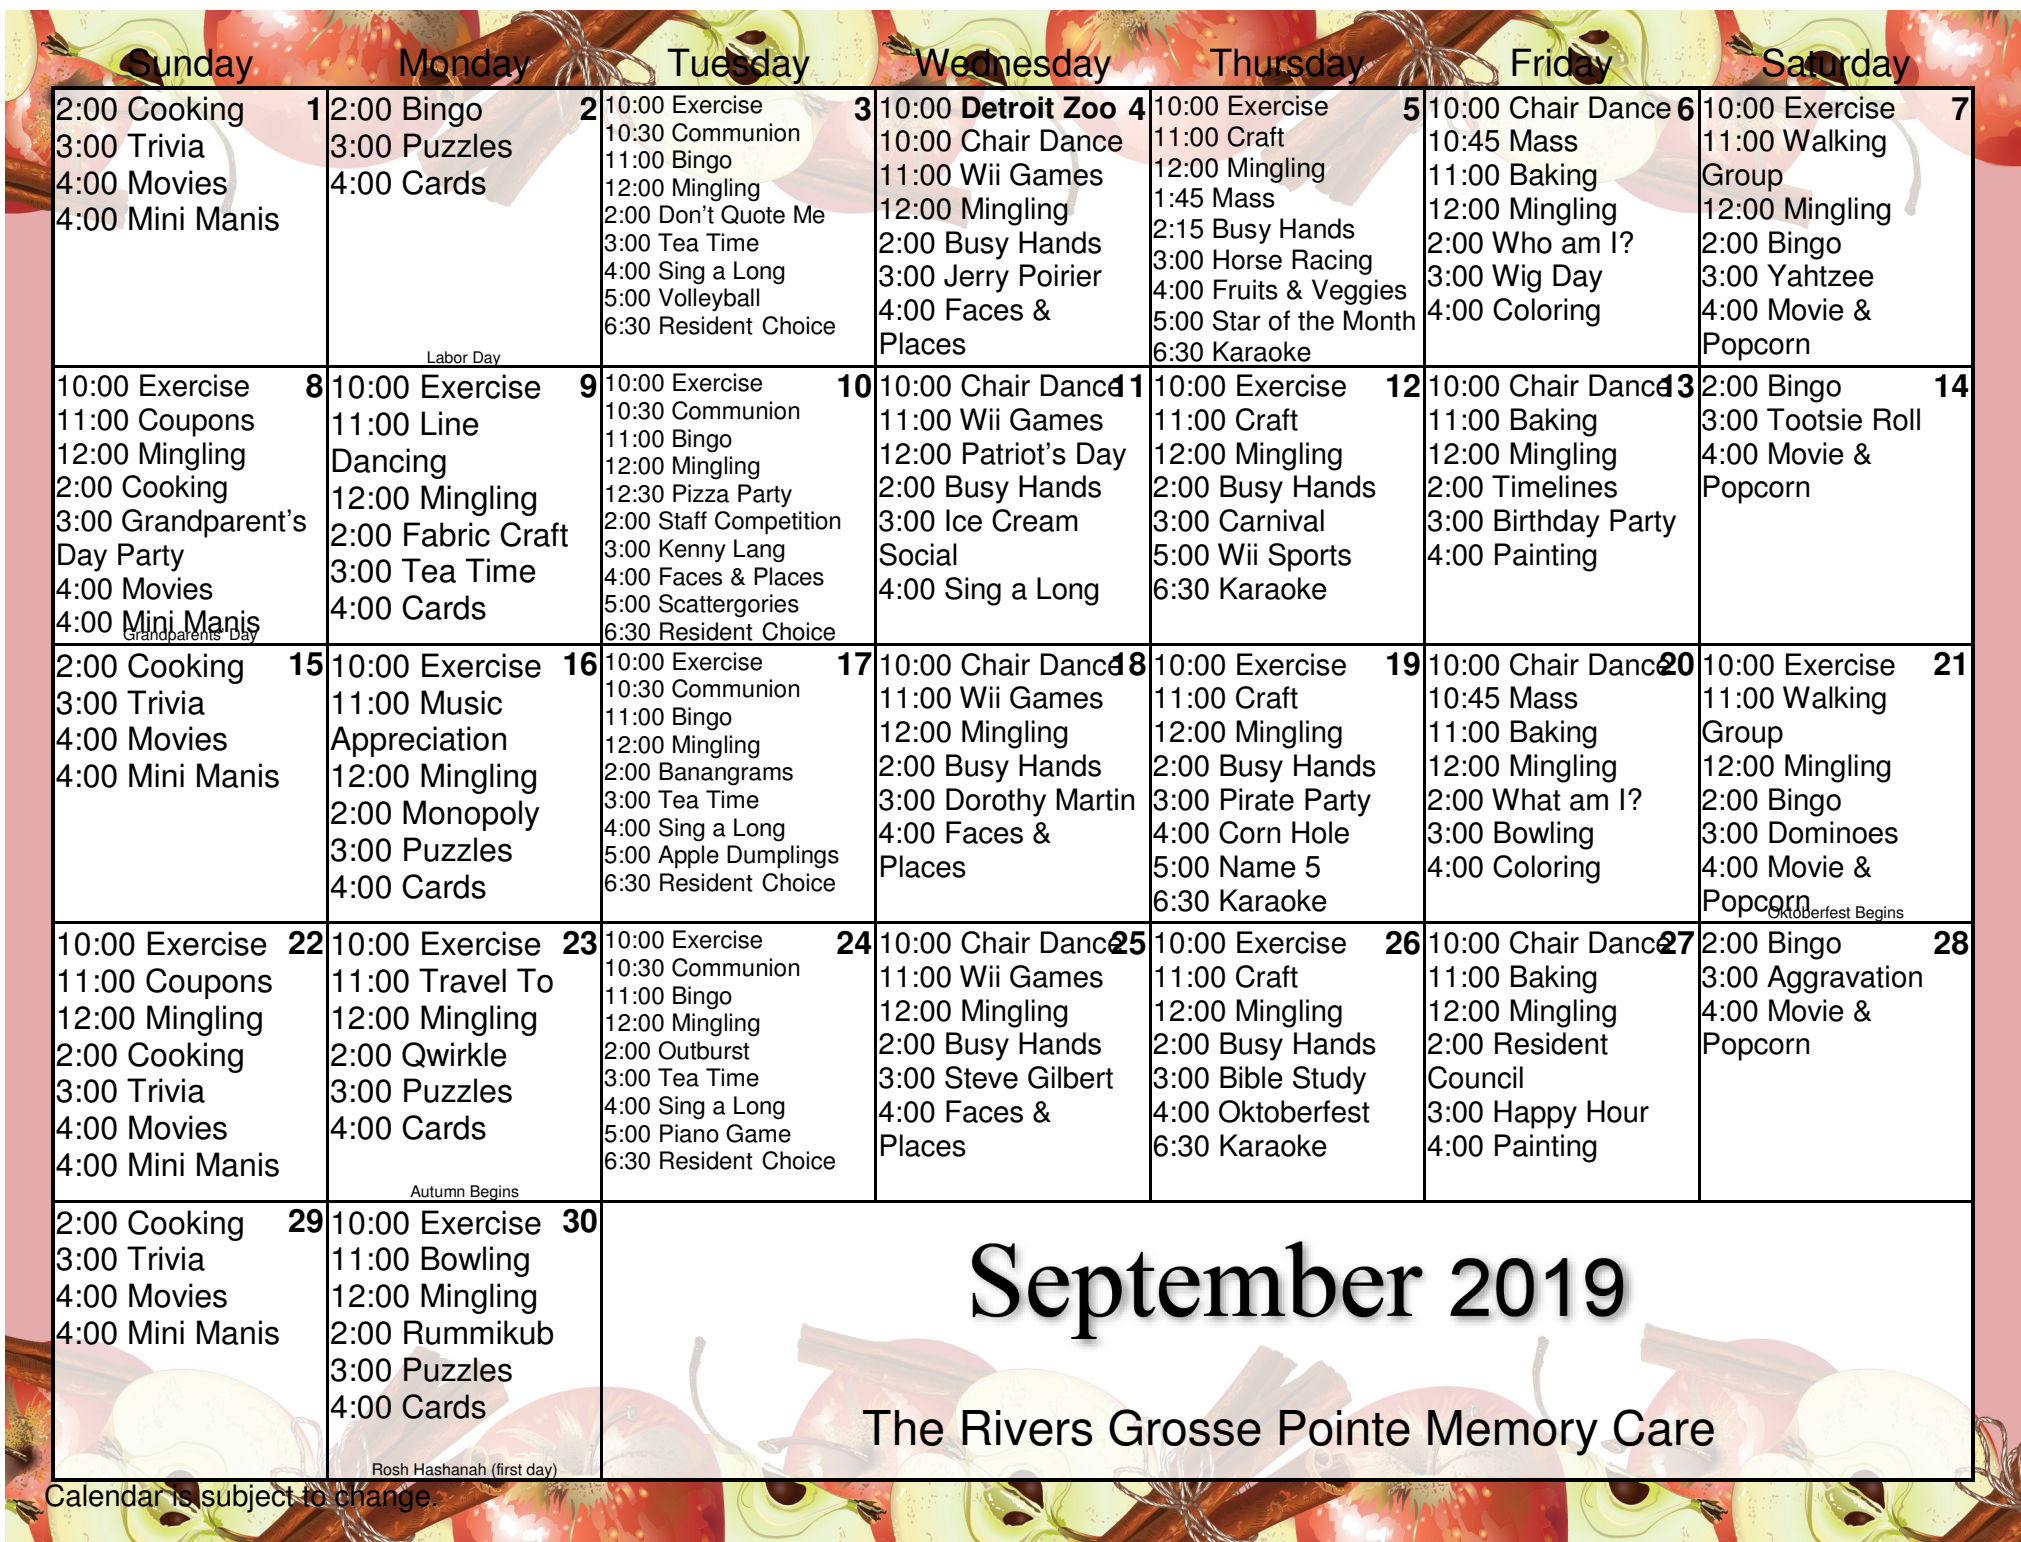 Sunday Monday Tuesday Wednesday Thursday Friday Saturday
2:00 Cooking 1
3:00 Trivia
4:00 Movies
4:00 Mini Manis
2:00 Bingo 2
3:00 Puzzles
4:00 Cards
Labor Day
10:00 Exercise 3
10:30 Communion
11:00 Bingo
12:00 Mingling
2:00 Don't Quote Me
3:00 Tea Time
4:00 Sing a Long
5:00 Volleyball
6:30 Resident Choice
10:00 Detroit Zoo 4
10:00 Chair Dance
11:00 Wii Games
12:00 Mingling
2:00 Busy Hands
3:00 Jerry Poirier
4:00 Faces &
Places
10:00 Exercise 5
11:00 Craft
12:00 Mingling
1:45 Mass
2:15 Busy Hands
3:00 Horse Racing
4:00 Fruits & Veggies
5:00 Star of the Month
6:30 Karaoke
10:00 Chair Dance 6
10:45 Mass
11:00 Baking
12:00 Mingling
2:00 Who am I?
3:00 Wig Day
4:00 Coloring
10:00 Exercise 7
11:00 Walking
Group
12:00 Mingling
2:00 Bingo
3:00 Yahtzee
4:00 Movie &
Popcorn
10:00 Exercise 8
11:00 Coupons
12:00 Mingling
2:00 Cooking
3:00 Grandparent's
Day Party
4:00 Movies
4:00 Mini Manis
Grandparents' Day
10:00 Exercise 9
11:00 Line
Dancing
12:00 Mingling
2:00 Fabric Craft
3:00 Tea Time
4:00 Cards
10:00 Exercise 10
10:30 Communion
11:00 Bingo
12:00 Mingling
12:30 Pizza Party
2:00 Staff Competition
3:00 Kenny Lang
4:00 Faces & Places
5:00 Scattergories
6:30 Resident Choice
10:00 Chair Dance 11
11:00 Wii Games
12:00 Patriot's Day
2:00 Busy Hands
3:00 Ice Cream
Social
4:00 Sing a Long
10:00 Exercise 12
11:00 Craft
12:00 Mingling
2:00 Busy Hands
3:00 Carnival
5:00 Wii Sports
6:30 Karaoke
10:00 Chair Dance 13
11:00 Baking
12:00 Mingling
2:00 Timelines
3:00 Birthday Party
4:00 Painting
2:00 Bingo 14
3:00 Tootsie Roll
4:00 Movie &
Popcorn
2:00 Cooking 15
3:00 Trivia
4:00 Movies
4:00 Mini Manis
10:00 Exercise 16
11:00 Music
Appreciation
12:00 Mingling
2:00 Monopoly
3:00 Puzzles
4:00 Cards
10:00 Exercise 17
10:30 Communion
11:00 Bingo
12:00 Mingling
2:00 Banangrams
3:00 Tea Time
4:00 Sing a Long
5:00 Apple Dumplings
6:30 Resident Choice
10:00 Chair Dance 18
11:00 Wii Games
12:00 Mingling
2:00 Busy Hands
3:00 Dorothy Martin
4:00 Faces &
Places
10:00 Exercise 19
11:00 Craft
12:00 Mingling
2:00 Busy Hands
3:00 Pirate Party
4:00 Corn Hole
5:00 Name 5
6:30 Karaoke
10:00 Chair Dance 20
10:45 Mass
11:00 Baking
12:00 Mingling
2:00 What am I?
3:00 Bowling
4:00 Coloring
10:00 Exercise 21
11:00 Walking
Group
12:00 Mingling
2:00 Bingo
3:00 Dominoes
4:00 Movie &
Popcorn
Oktoberfest Begins
10:00 Exercise 22
11:00 Coupons
12:00 Mingling
2:00 Cooking
3:00 Trivia
4:00 Movies
4:00 Mini Manis
10:00 Exercise 23
11:00 Travel To
12:00 Mingling
2:00 Qwirkle
3:00 Puzzles
4:00 Cards
Autumn Begins
10:00 Exercise 24
10:30 Communion
11:00 Bingo
12:00 Mingling
2:00 Outburst
3:00 Tea Time
4:00 Sing a Long
5:00 Piano Game
6:30 Resident Choice
10:00 Chair Dance 25
11:00 Wii Games
12:00 Mingling
2:00 Busy Hands
3:00 Steve Gilbert
4:00 Faces &
Places
10:00 Exercise 26
11:00 Craft
12:00 Mingling
2:00 Busy Hands
3:00 Bible Study
4:00 Oktoberfest
6:30 Karaoke
10:00 Chair Dance 27
11:00 Baking
12:00 Mingling
2:00 Resident
Council
3:00 Happy Hour
4:00 Painting
2:00 Bingo 28
3:00 Aggravation
4:00 Movie &
Popcorn
2:00 Cooking 29
3:00 Trivia
4:00 Movies
4:00 Mini Manis
10:00 Exercise 30
11:00 Bowling
12:00 Mingling
2:00 Rummikub
3:00 Puzzles
4:00 Cards
Rosh Hashanah (first day)
September 2019
The Rivers Grosse Pointe Memory Care
Calendar is subject to change.